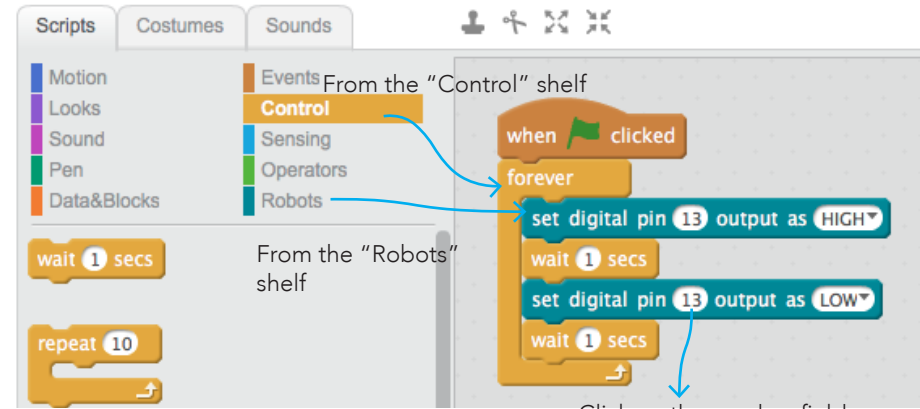 Scripts Costumes Sounds
Motion Events
Looks Control
Sound Sensing
Pen Operators
Data&Blocks Robots
From the “Control” shelf
From the “Robots”
shelf
wait 1 secs
repeat 10
when clicked
forever
set digital pin 13 output as HIGH
wait 1 secs
set digital pin 13 output as LOW
wait 1 secs